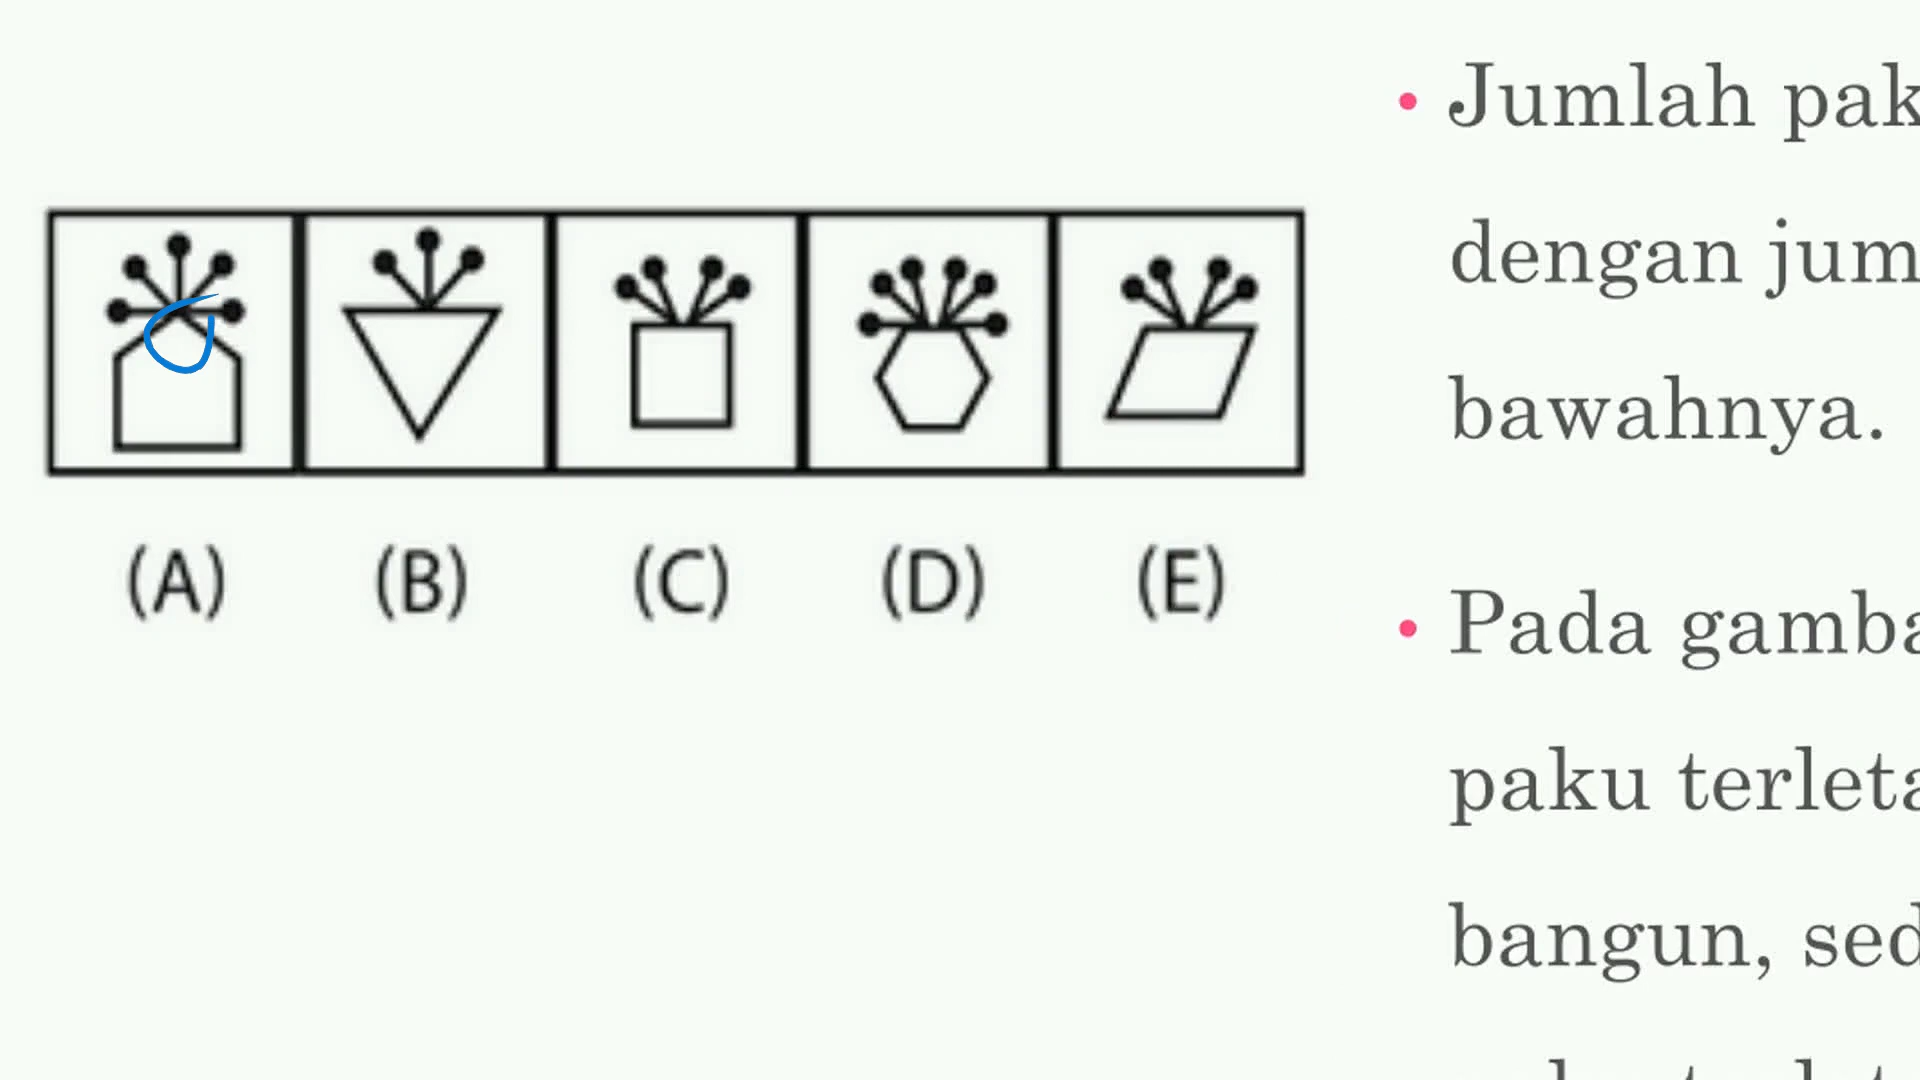 Jumlah pak
dengan jum
bawahnya.
Pada gamba
paku terleta
bangun, sed
(A) (B) (C) (D) (E)